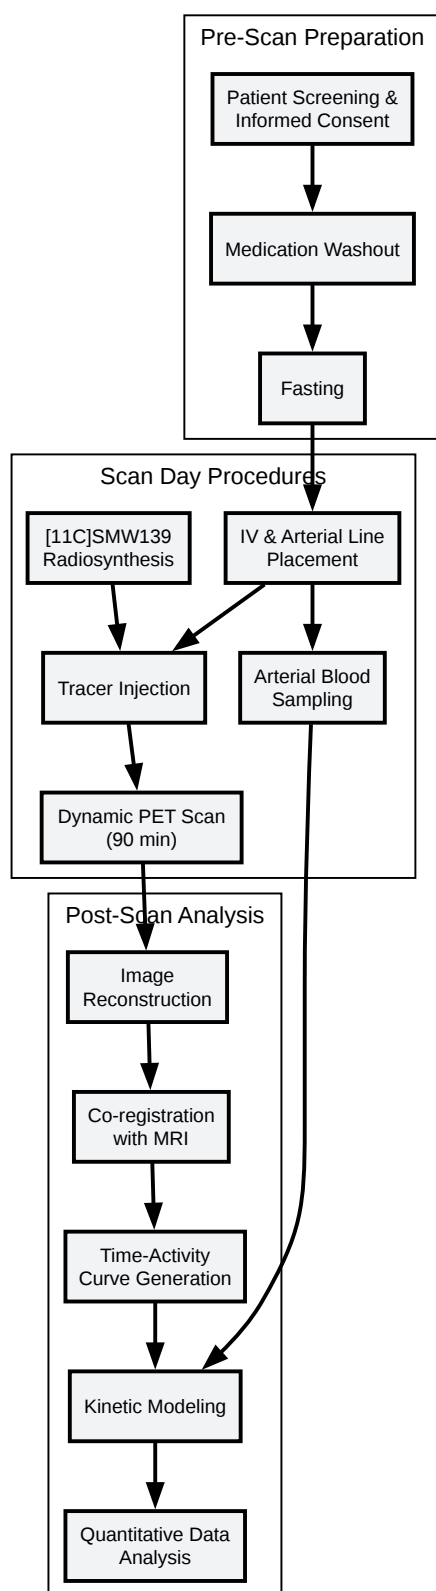 Pre-Scan Preparation
Patient Screening &
Informed Consent
Medication Washout
Fasting
Scan Day Procedures
[11C]SMW139
Radiosynthesis
IV & Arterial Line
Placement
Tracer Injection
Arterial Blood
Sampling
Dynamic PET Scan
(90 min)
Post-Scan Analysis
Image
Reconstruction
Co-registration
with MRI
Time-Activity
Curve Generation
Kinetic Modeling
Quantitative Data
Analysis